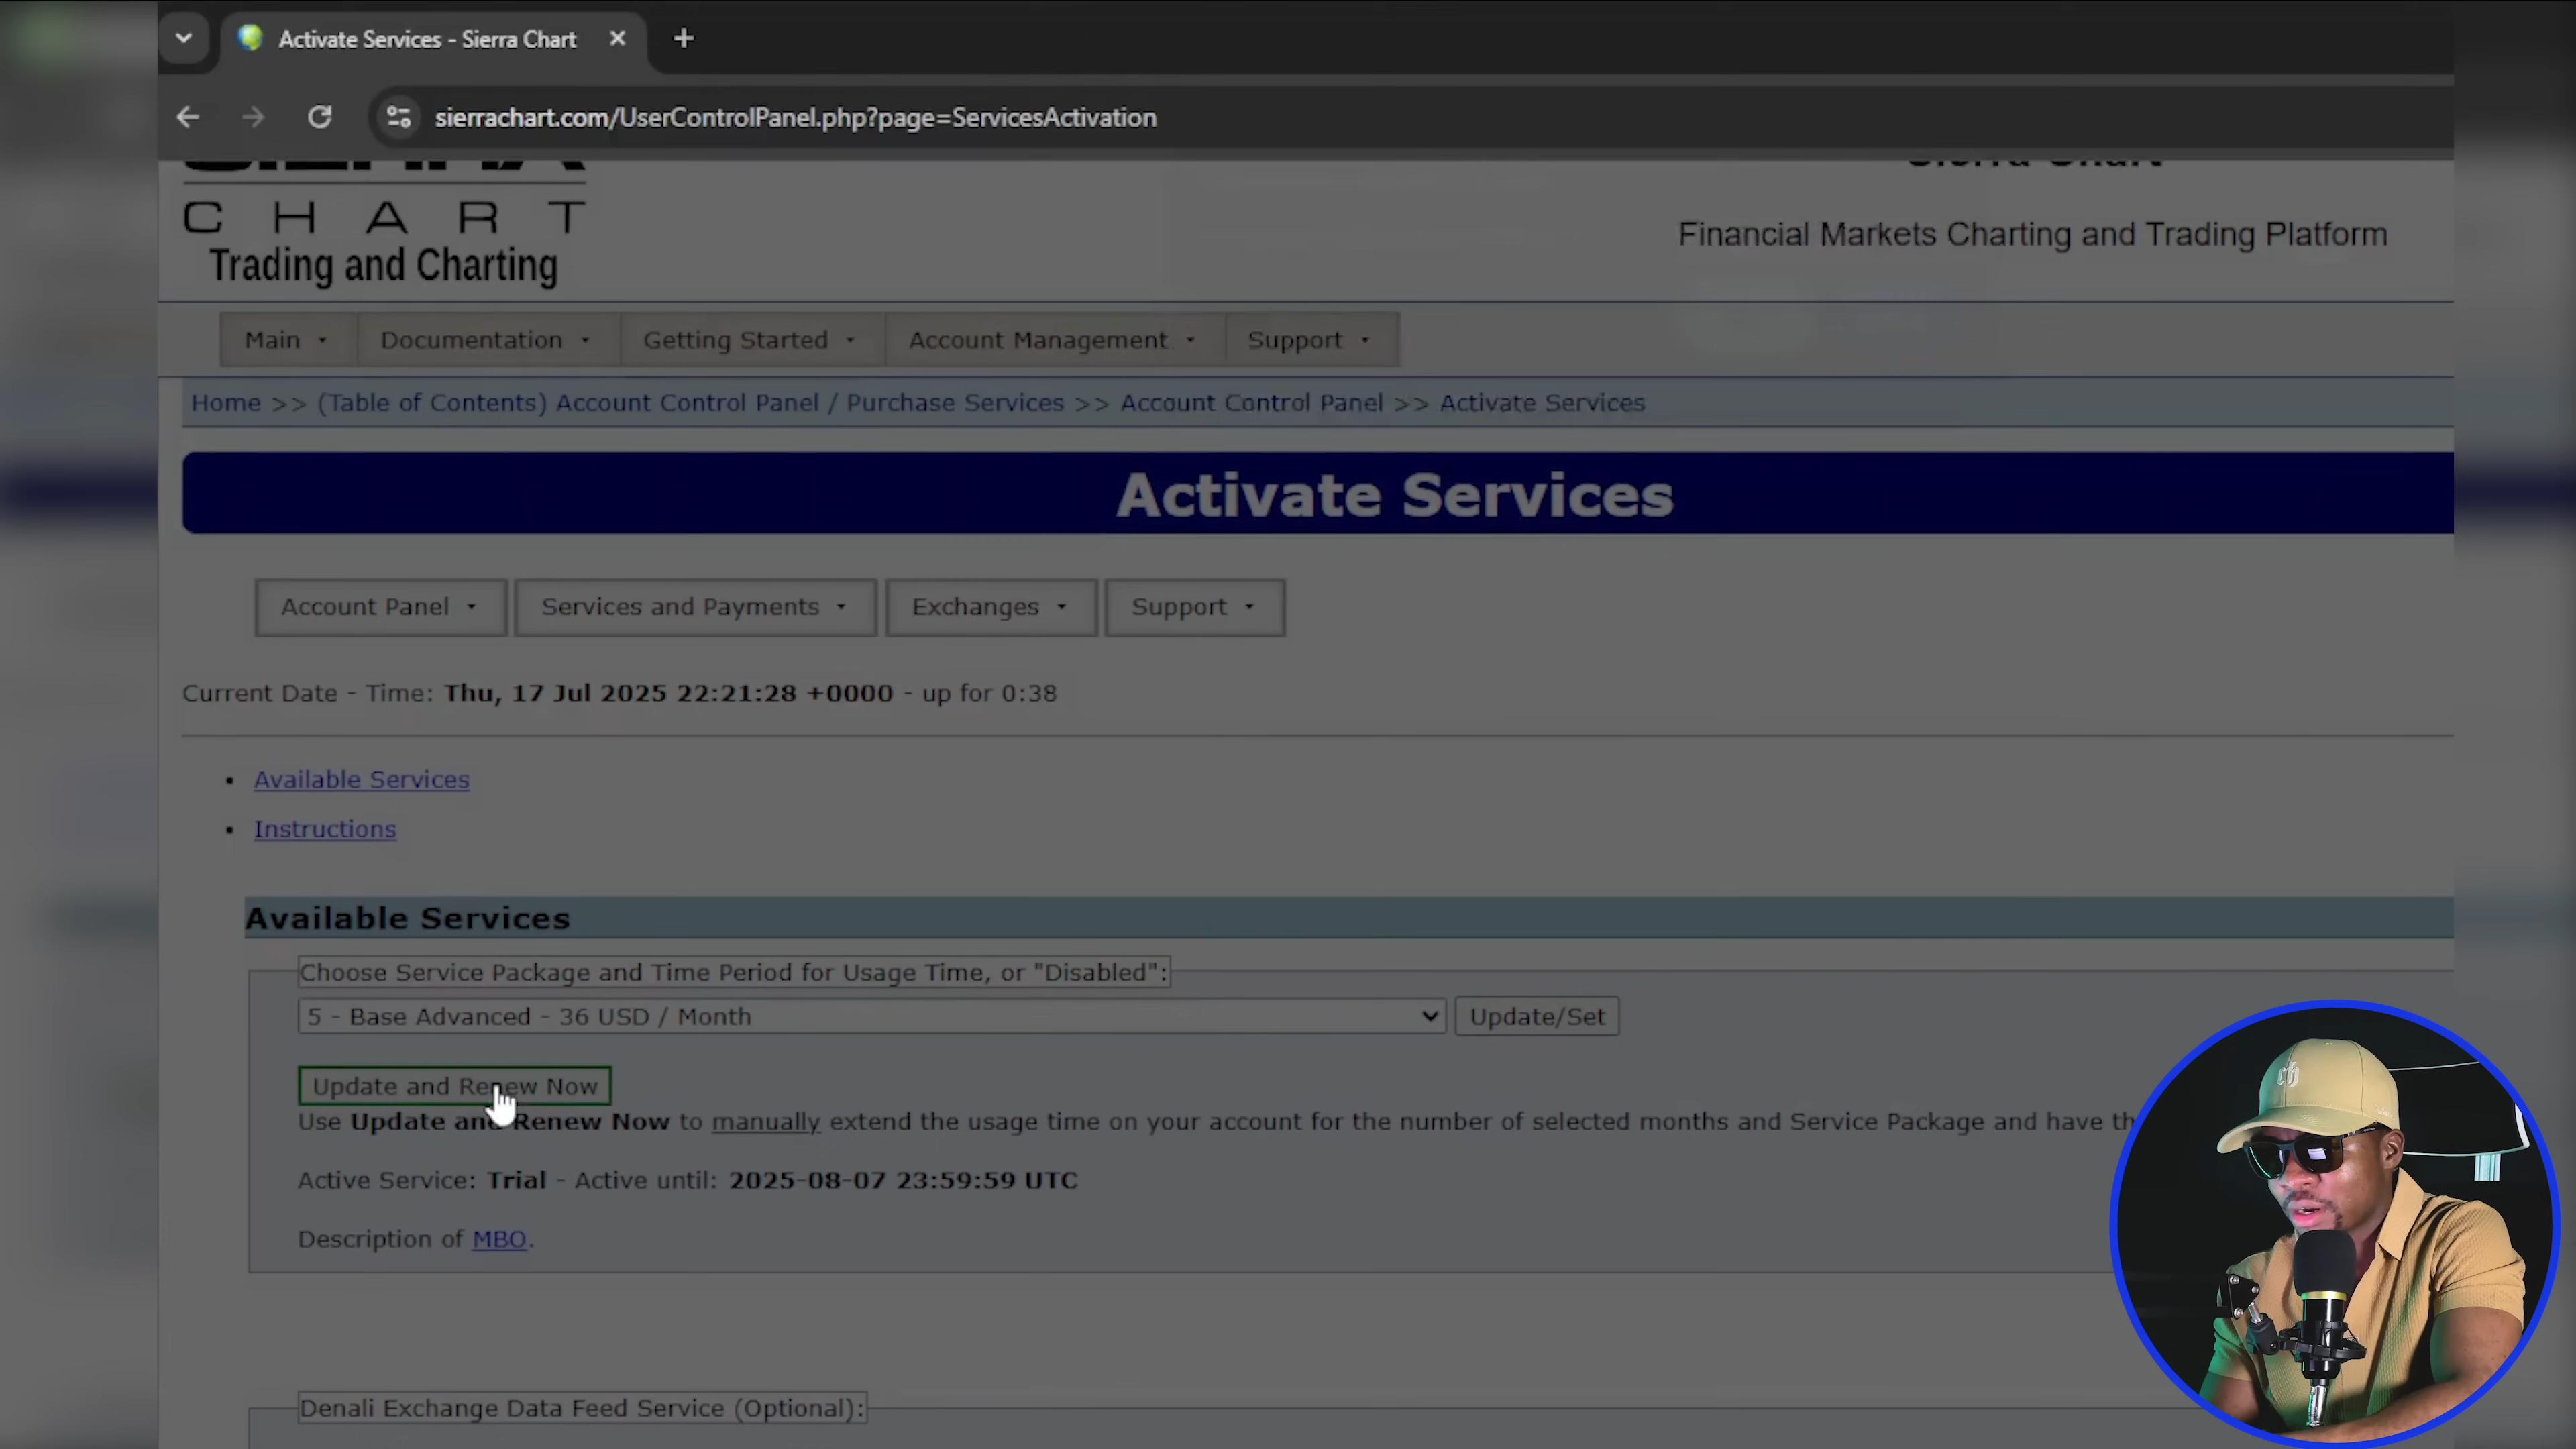 Activate Services - Sierra Chart
sierrachart.com/UserControlPanel.php?page=ServicesActivation
CHART
Trading and Charting
Sierra Chart
Financial Markets Charting and Trading Platform
Main Documentation Getting Started Account Management Support
Home >> (Table of Contents) Account Control Panel / Purchase Services >> Account Control Panel >> Activate Services
Activate Services
Account Panel Services and Payments Exchanges Support
Current Date - Time: Thu, 17 Jul 2025 22:21:28 +0000 - up for 0:38
Available Services
Instructions
Available Services
Choose Service Package and Time Period for Usage Time, or "Disabled":
5 - Base Advanced - 36 USD / Month Update/Set
Update and Renew Now
Use Update and Renew Now to manually extend the usage time on your account for the number of selected months and Service Package and have th
Active Service: Trial - Active until: 2025-08-07 23:59:59 UTC
Description of MBO.
Denali Exchange Data Feed Service (Optional):